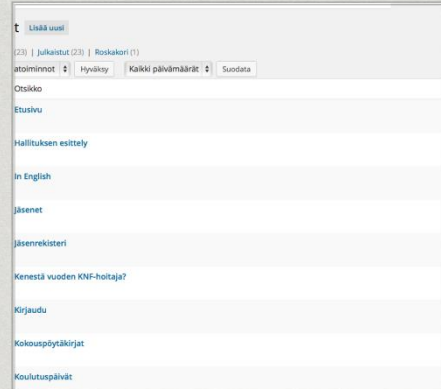 t Lisää uusi
(23) | Julkaistut (23) | Roskakori (1)
atoiminnot Hyväksy Kaikki päivämäärät Suodata
Otsikko
Etusivu
Hallituksen esittely
In English
Jäsenet
Jäsenrekisteri
Kenestä vuoden KNF-hoitaja?
Kirjaudu
Kokouspöytäkirjat
Koulutuspäivät